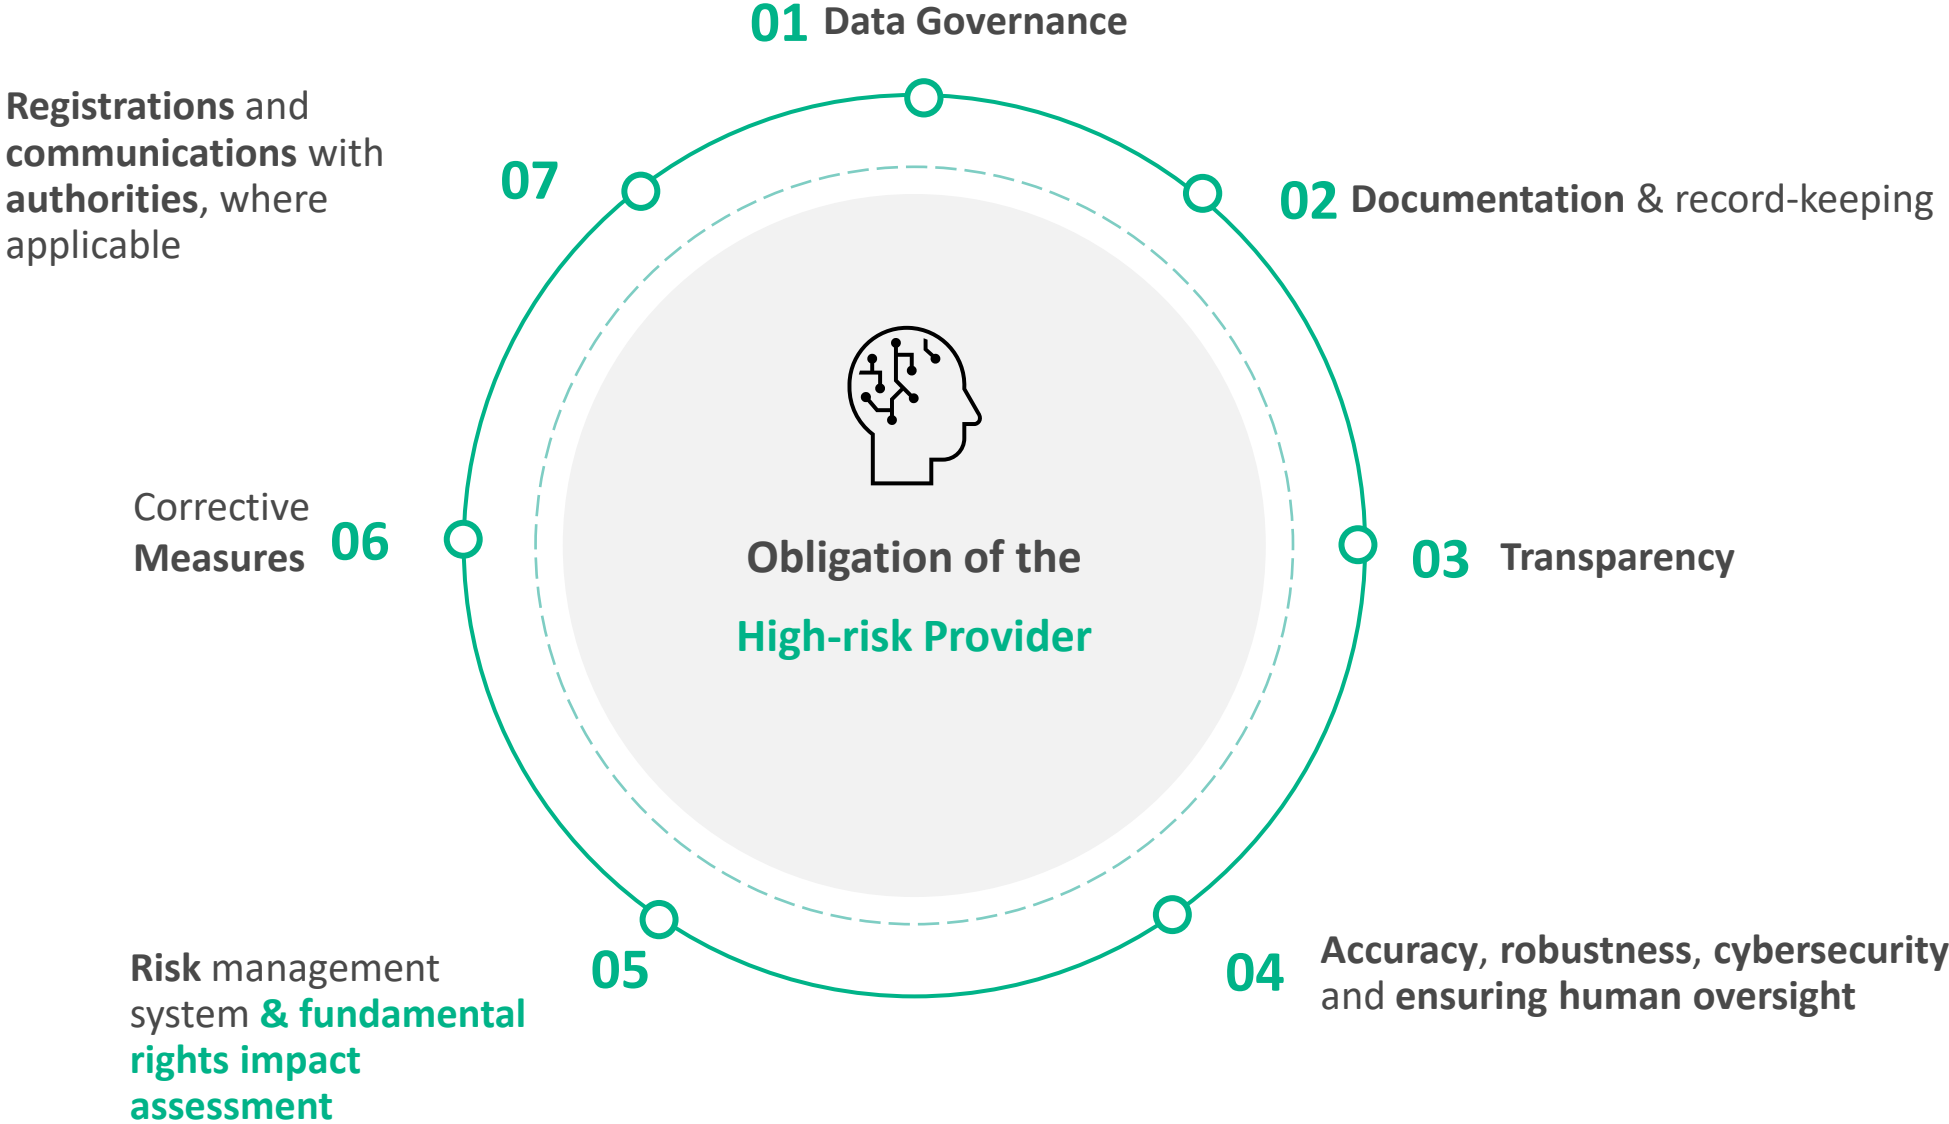 01 Data Governance
02 Documentation & record-keeping
03 Transparency
04 Accuracy, robustness, cybersecurity
and ensuring human oversight
05 Risk management
system & fundamental
rights impact
assessment
06 Corrective
Measures
07 Registrations and
communications with
authorities, where
applicable
Obligation of the
High-risk Provider